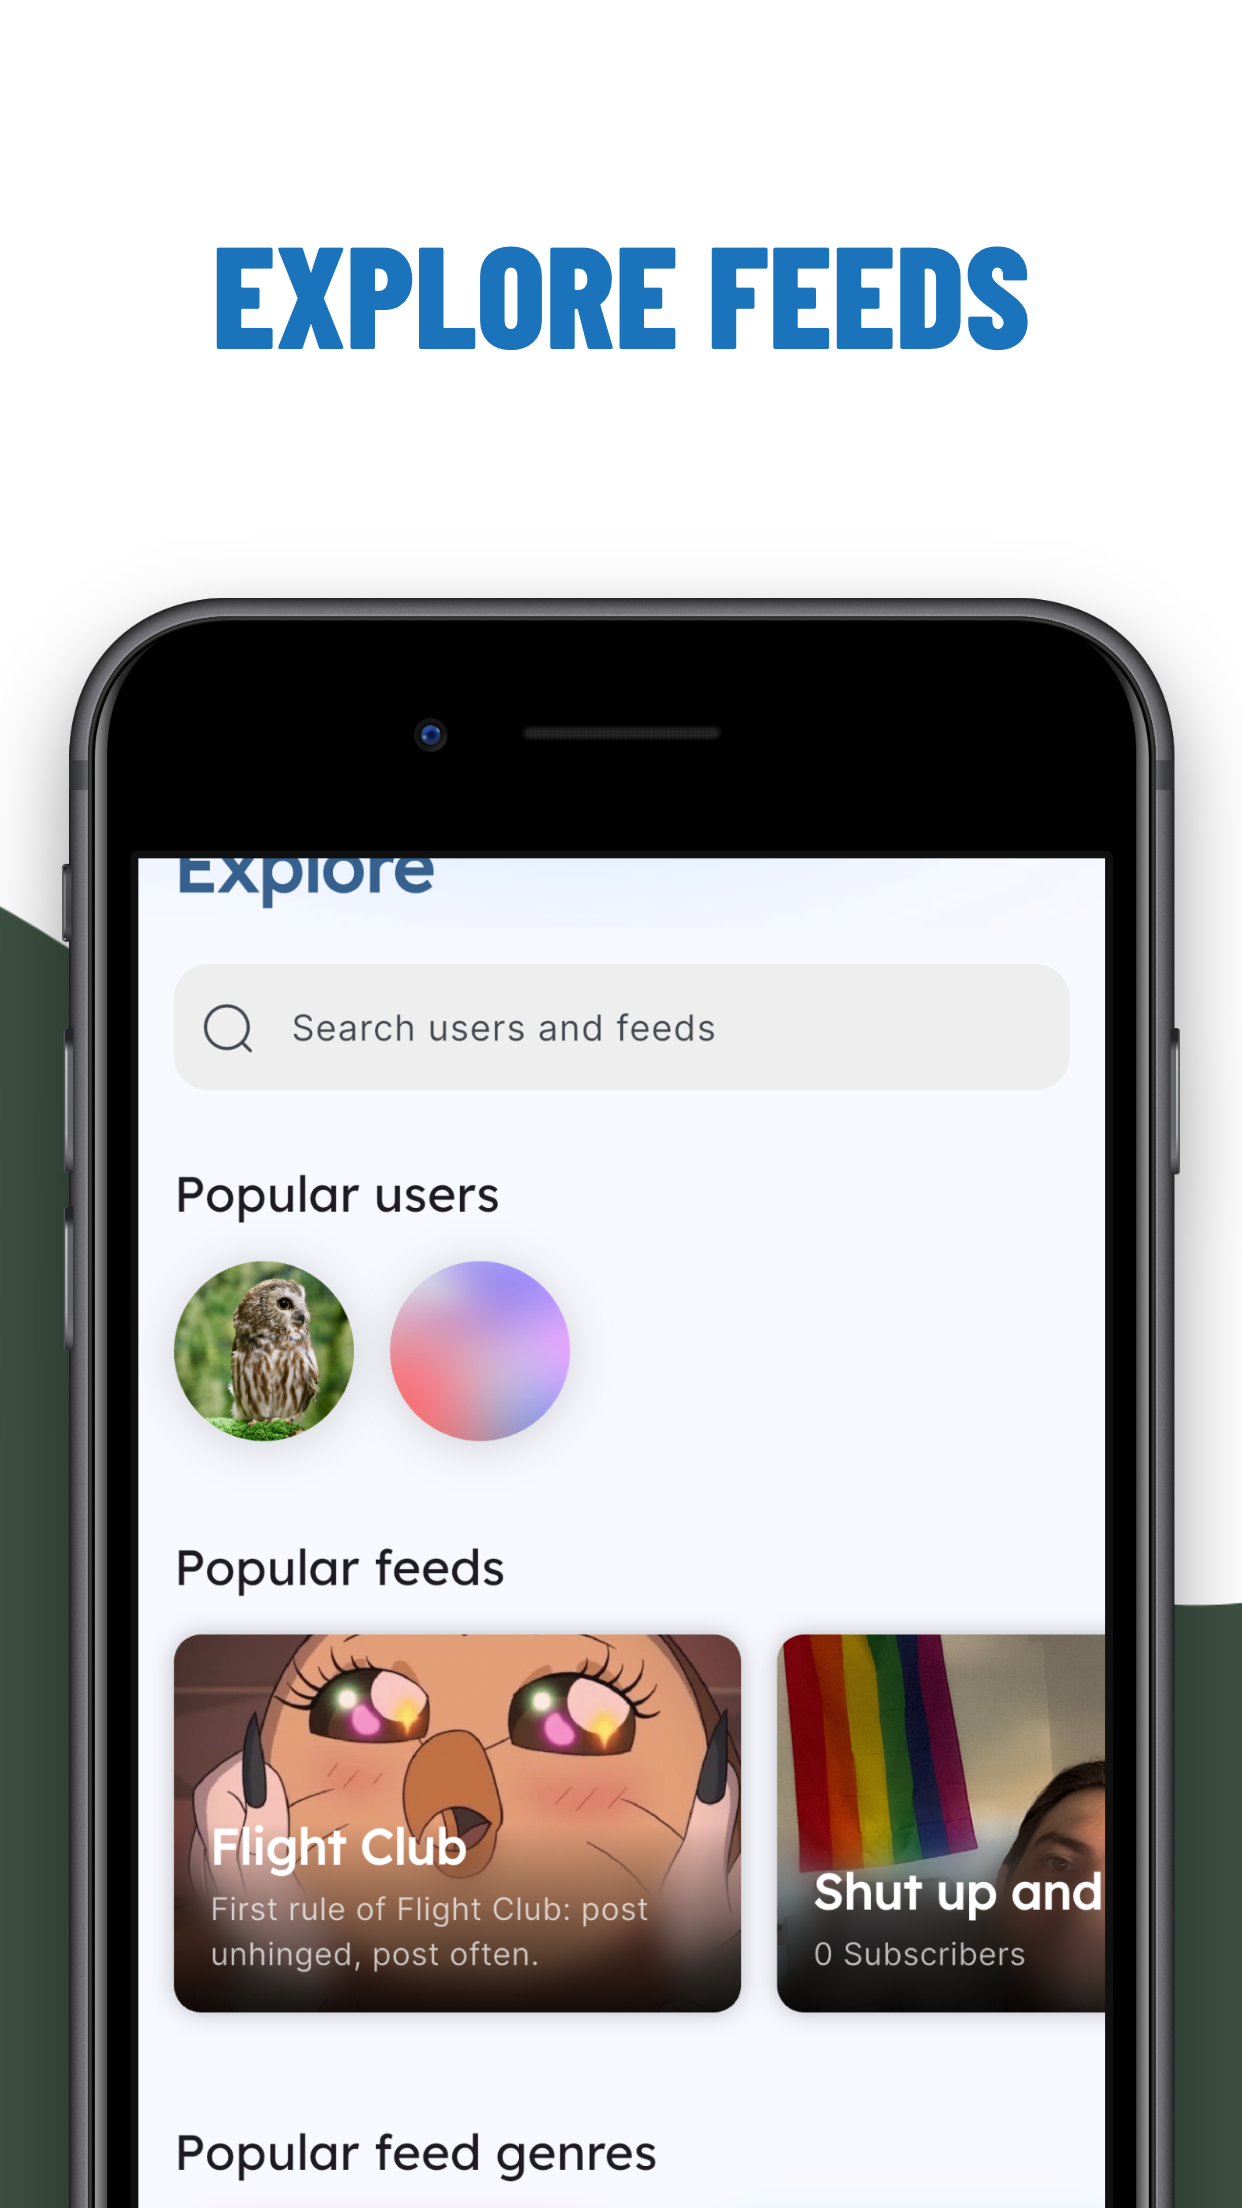 EXPLORE FEEDS
Explore
Search users and feeds
Popular users
Popular feeds
Flight Club
First rule of Flight Club: post
unhinged, post often.
Shut up and
0 Subscribers
Popular feed genres